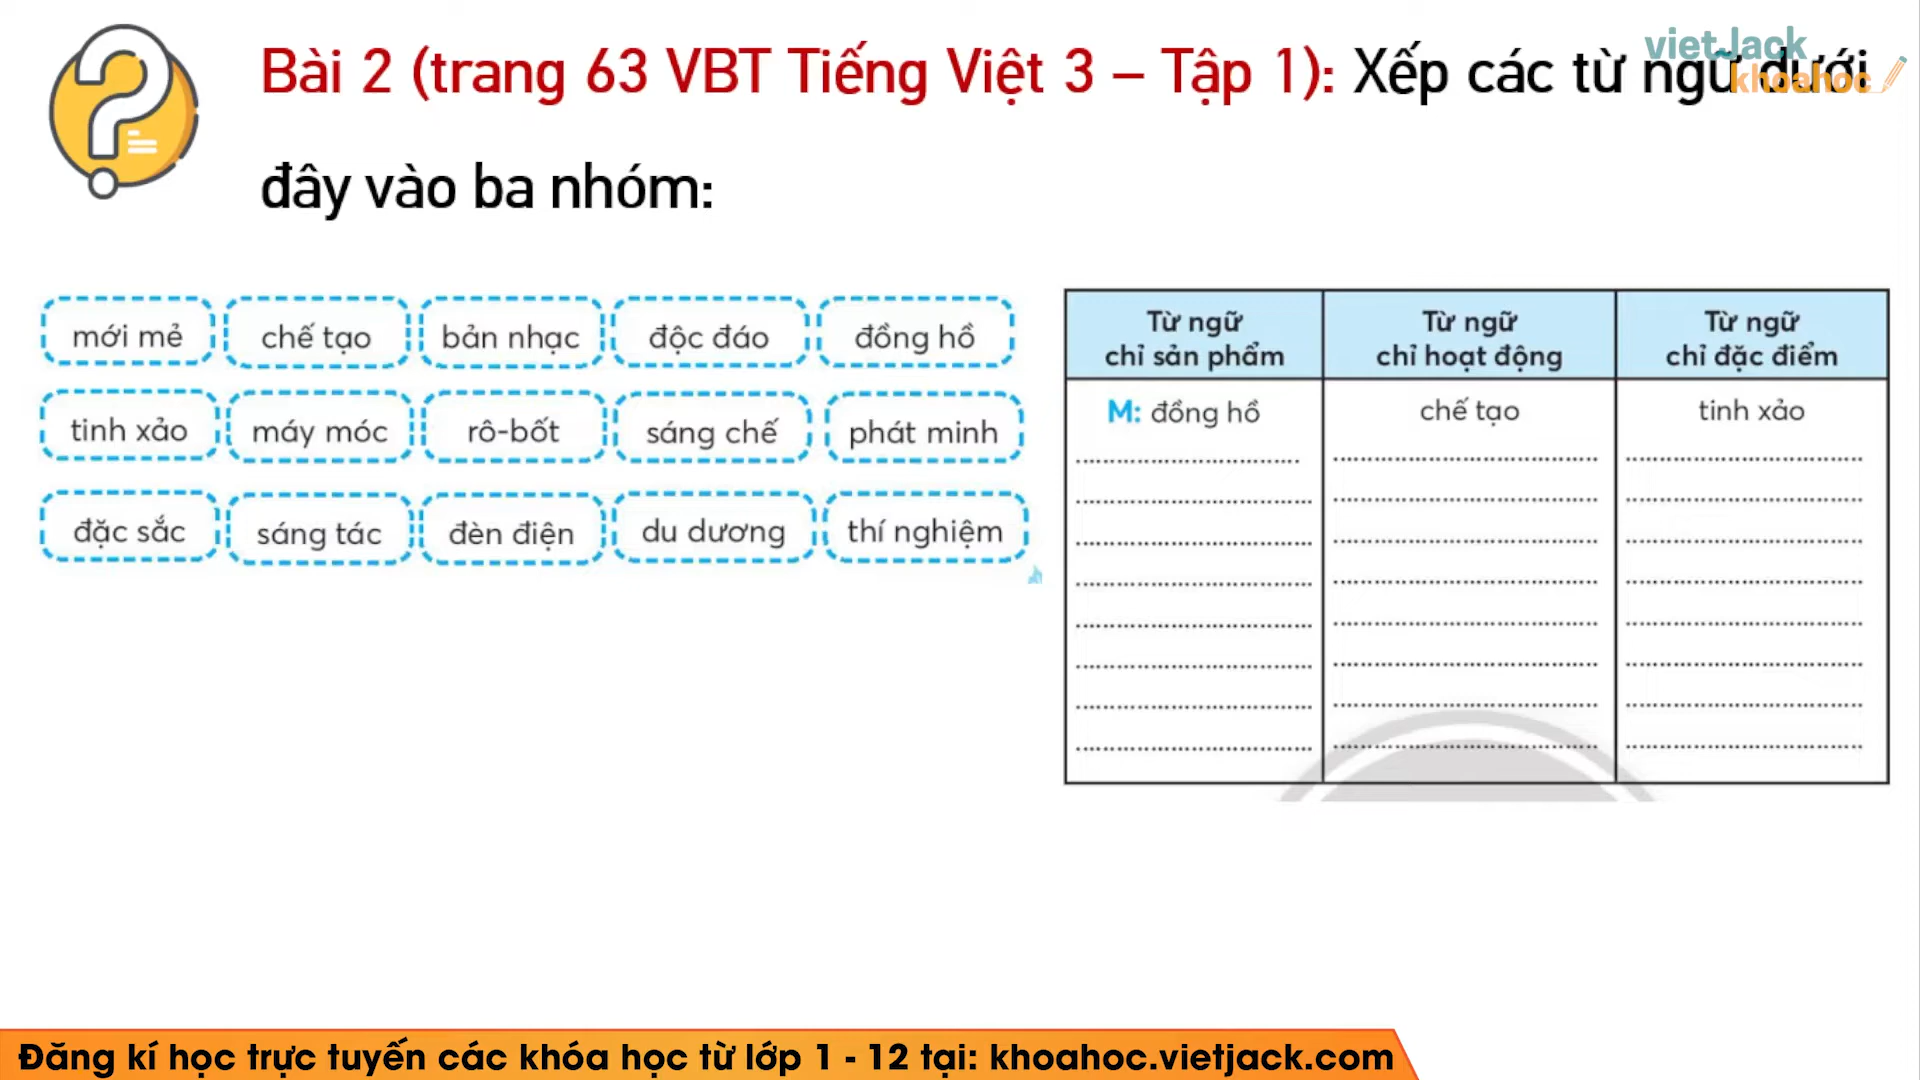 vietJack
khoahoc
Bài 2 (trang 63 VBT Tiếng Việt 3 – Tập 1): Xếp các từ ngữ dưới
đây vào ba nhóm:
mới mẻ chế tạo bản nhạc độc đáo đồng hồ
tinh xảo máy móc rô-bốt sáng chế phát minh
đặc sắc sáng tác đèn điện du dương thí nghiệm
Từ ngữ
chỉ sản phẩm
Từ ngữ
chỉ hoạt động
Từ ngữ
chỉ đặc điểm
M: đồng hồ chế tạo tinh xảo
Đăng kí học trực tuyến các khóa học từ lớp 1 - 12 tại: khoahoc.vietjack.com